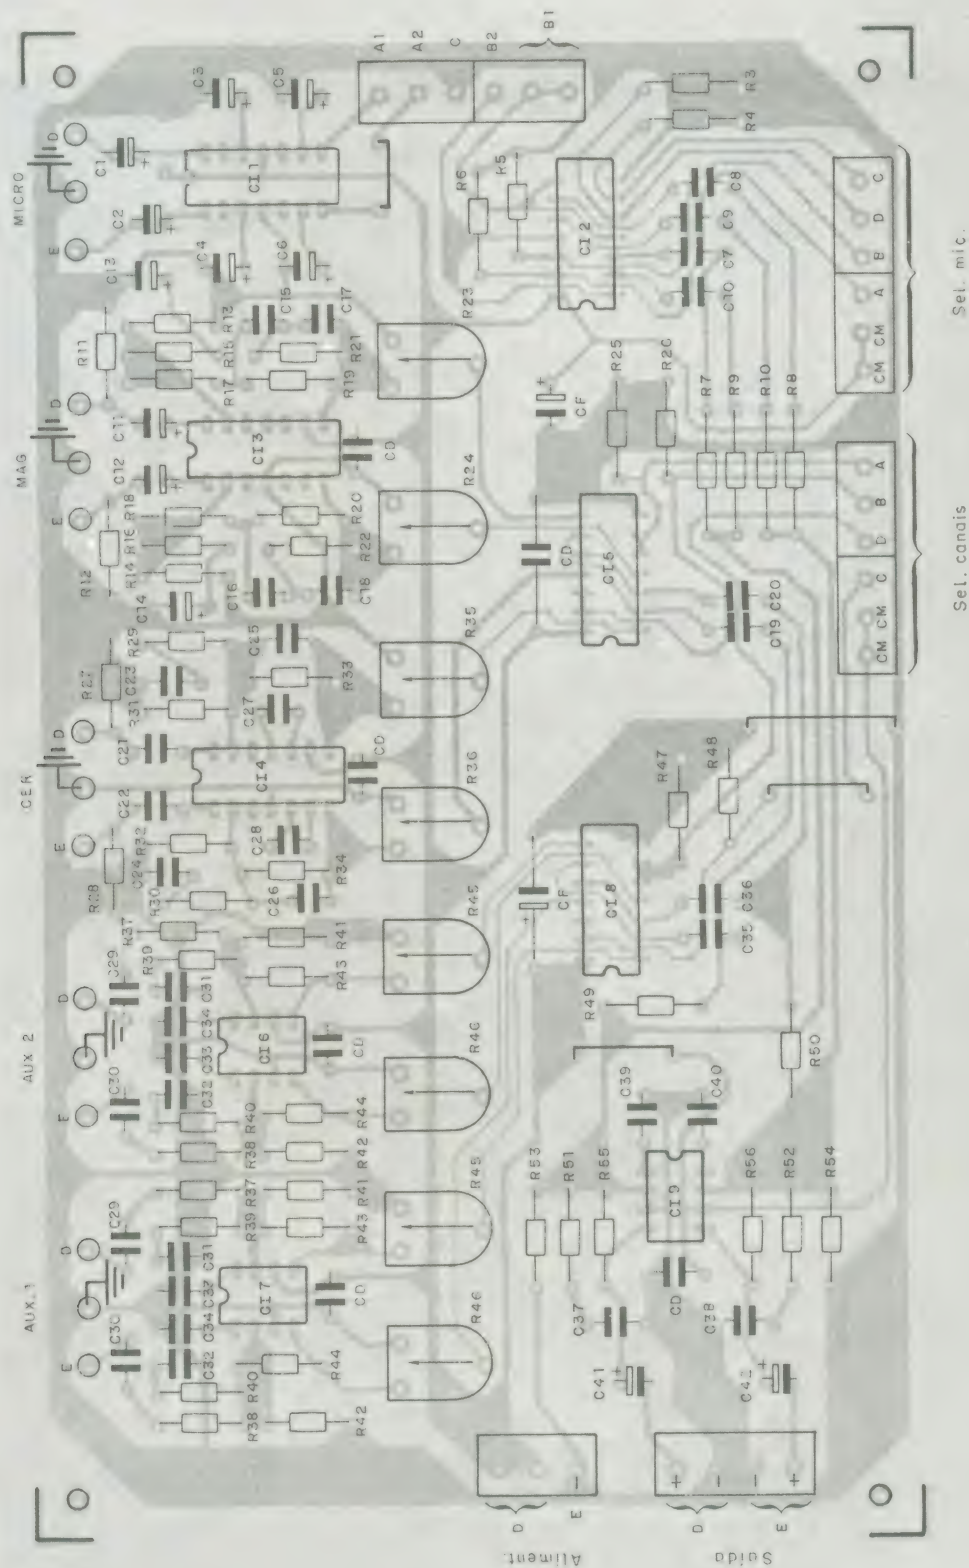 MICRO
MAG
CER
AUX 2
AUX.1
E
D
E
D
E
D
E
D
E
D
C1
C2
C3
C5
C4
C6
CI1
C13
R11
R13
R15
R17
C15
C17
R21
R19
C11
C12
CI3
CD
R12
R14
R16
R18
R20
R22
C14
C16
C18
R29
C25
R27
C23
R31
C27
R33
C21
C22
CI4
CD
R32
C28
R28
C24
R30
C26
R34
R37
C29
R39
R41
R43
C31
C34
C33
C32
C30
CI6
CD
R40
R38
R44
R42
R37
R39
R41
R43
C29
C31
C33
C34
C32
C30
CI7
CD
R40
R38
R44
R42
R23
R24
R35
R36
R45
R46
R45
R46
A1
A2
C
B2
B1
R6
R5
R3
R4
CI2
C8
C9
C7
C10
CF
R25
R26
R7
R9
R10
R8
CD
CI5
C20
C19
R47
R48
CF
CI8
C36
C35
R49
R50
C39
C40
R53
R51
R55
CI9
R56
R52
R54
CD
C37
C38
C41
C42
C
D
B
A
CM
CM
Sel. mic.
A
B
D
C
CM
CM
Sel. canais
D
-
E
Aliment.
+
-
-
+
D
E
Saida